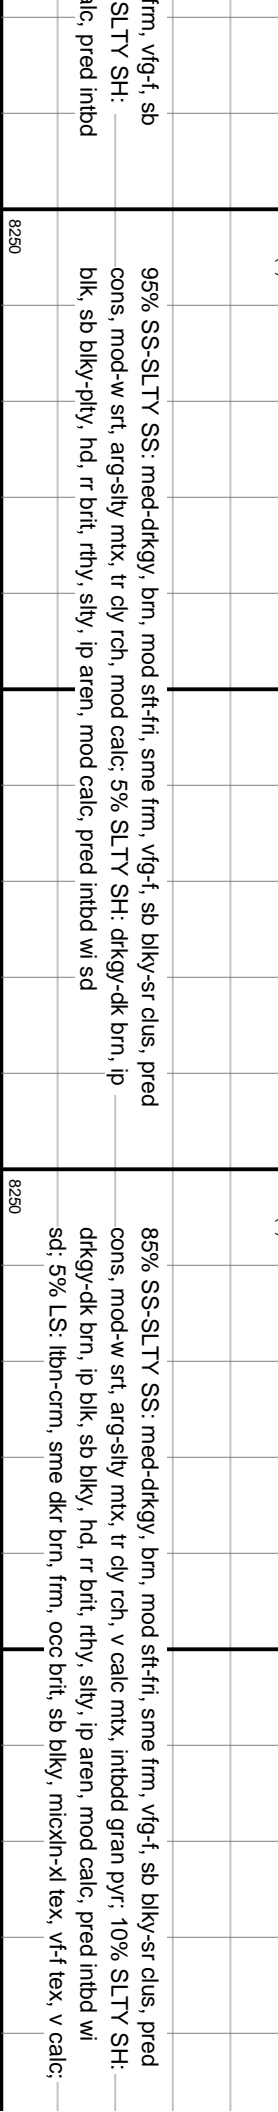 frm, vfg-f, sb
SLTY SH:
alc, pred intbd
8250
95% SS-SLTY SS: med-drkgy, brn, mod sft-fri, sme frm, vfg-f, sb blky-sr clus, pred
cons, mod-w srt, arg-slty mtx, tr cly rch, mod calc; 5% SLTY SH: drkgy-dk brn, ip
blk, sb blky-plty, hd, rr brit, rthy, slty, ip aren, mod calc, pred intbd wi sd
8250
85% SS-SLTY SS: med-drkgy, brn, mod sft-fri, sme frm, vfg-f, sb blky-sr clus, pred
cons, mod-w srt, arg-slty mtx, tr cly rch, v calc mtx, intbdd gran pyr; 10% SLTY SH:
drkgy-dk brn, ip blk, sb blky, hd, rr brit, rthy, slty, ip aren, mod calc, pred intbd wi
sd; 5% LS: ltbn-crm, sme dkr brn, frm, occ brit, sb blky, micxln-xl tex, vf-f tex, v calc;